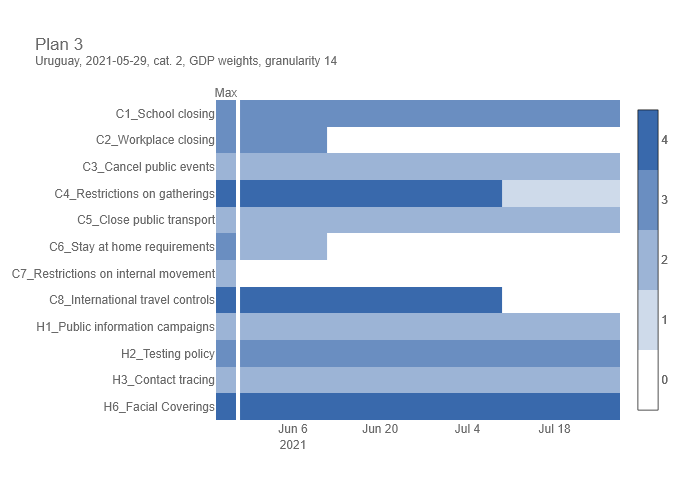 Plan 3
Uruguay, 2021-05-29, cat. 2, GDP weights, granularity 14
Max
C1_School closing
C2_Workplace closing
C3_Cancel public events
C4_Restrictions on gatherings
C5_Close public transport
C6_Stay at home requirements
C7_Restrictions on internal movement
C8_International travel controls
H1_Public information campaigns
H2_Testing policy
H3_Contact tracing
H6_Facial Coverings
4
3
2
1
0
Jun 6 Jun 20 Jul 4 Jul 18
2021